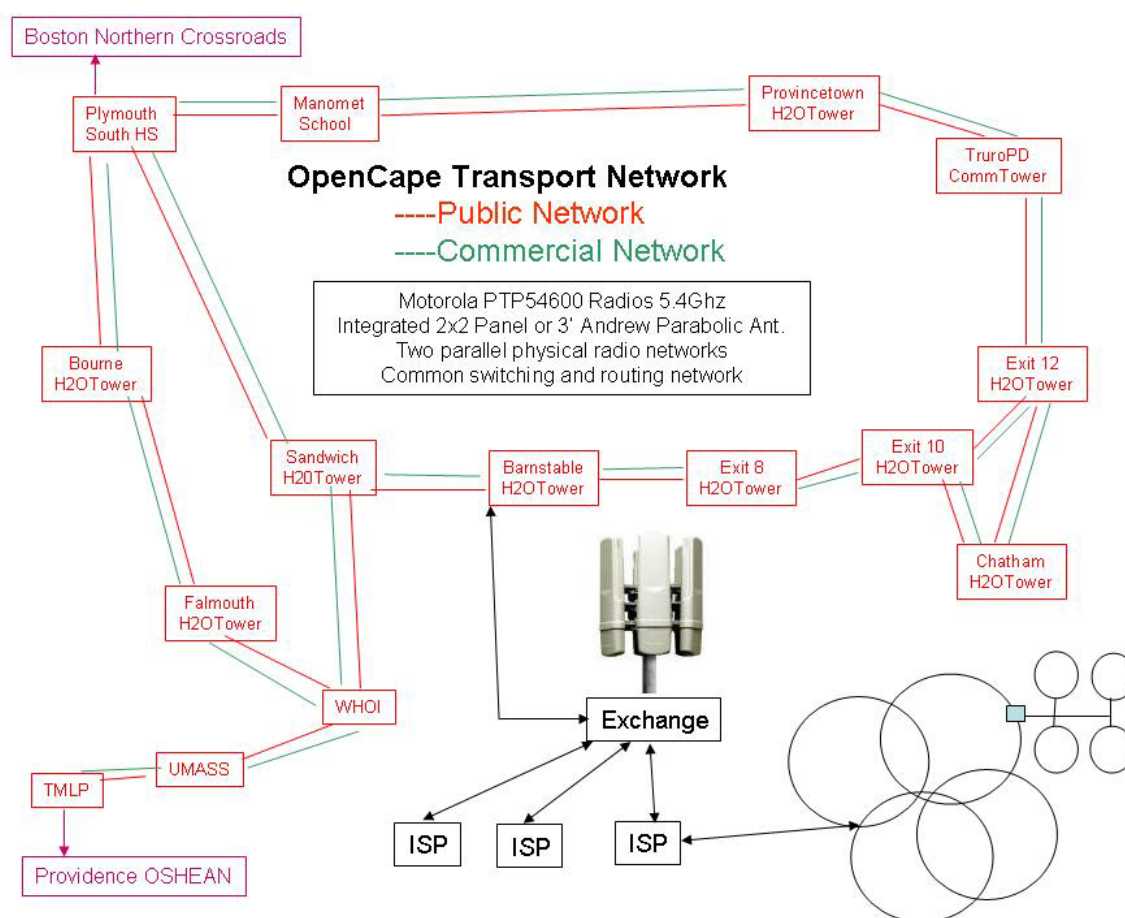 Boston Northern Crossroads
Plymouth
South HS
Manomet
School
Provincetown
H2OTower
TruroPD
CommTower
OpenCape Transport Network
----Public Network
----Commercial Network
Motorola PTP54600 Radios 5.4Ghz
Integrated 2x2 Panel or 3' Andrew Parabolic Ant.
Two parallel physical radio networks
Common switching and routing network
Bourne
H2OTower
Exit 12
H2OTower
Sandwich
H20Tower
Barnstable
H2OTower
Exit 8
H2OTower
Exit 10
H2OTower
Chatham
H2OTower
Falmouth
H2OTower
WHOI
Exchange
UMASS
TMLP
ISP
ISP
ISP
Providence OSHEAN